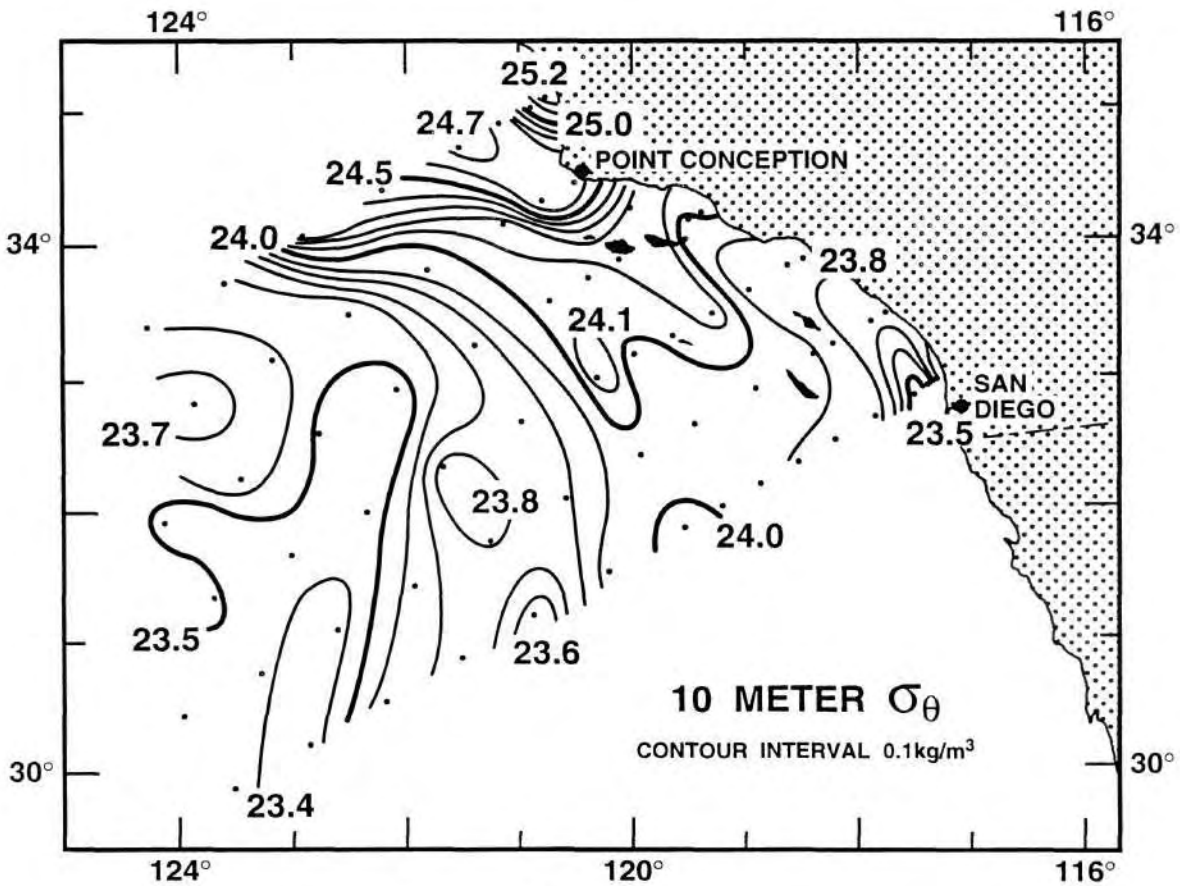 124° 116°
25.2
24.7 25.0
POINT CONCEPTION
24.5
34° 24.0 34°
23.8
24.1
SAN
DIEGO
23.7 23.5
23.8
24.0
23.5
23.6
10 METER σθ
CONTOUR INTERVAL 0.1kg/m³
30° 30°
23.4
124° 120° 116°